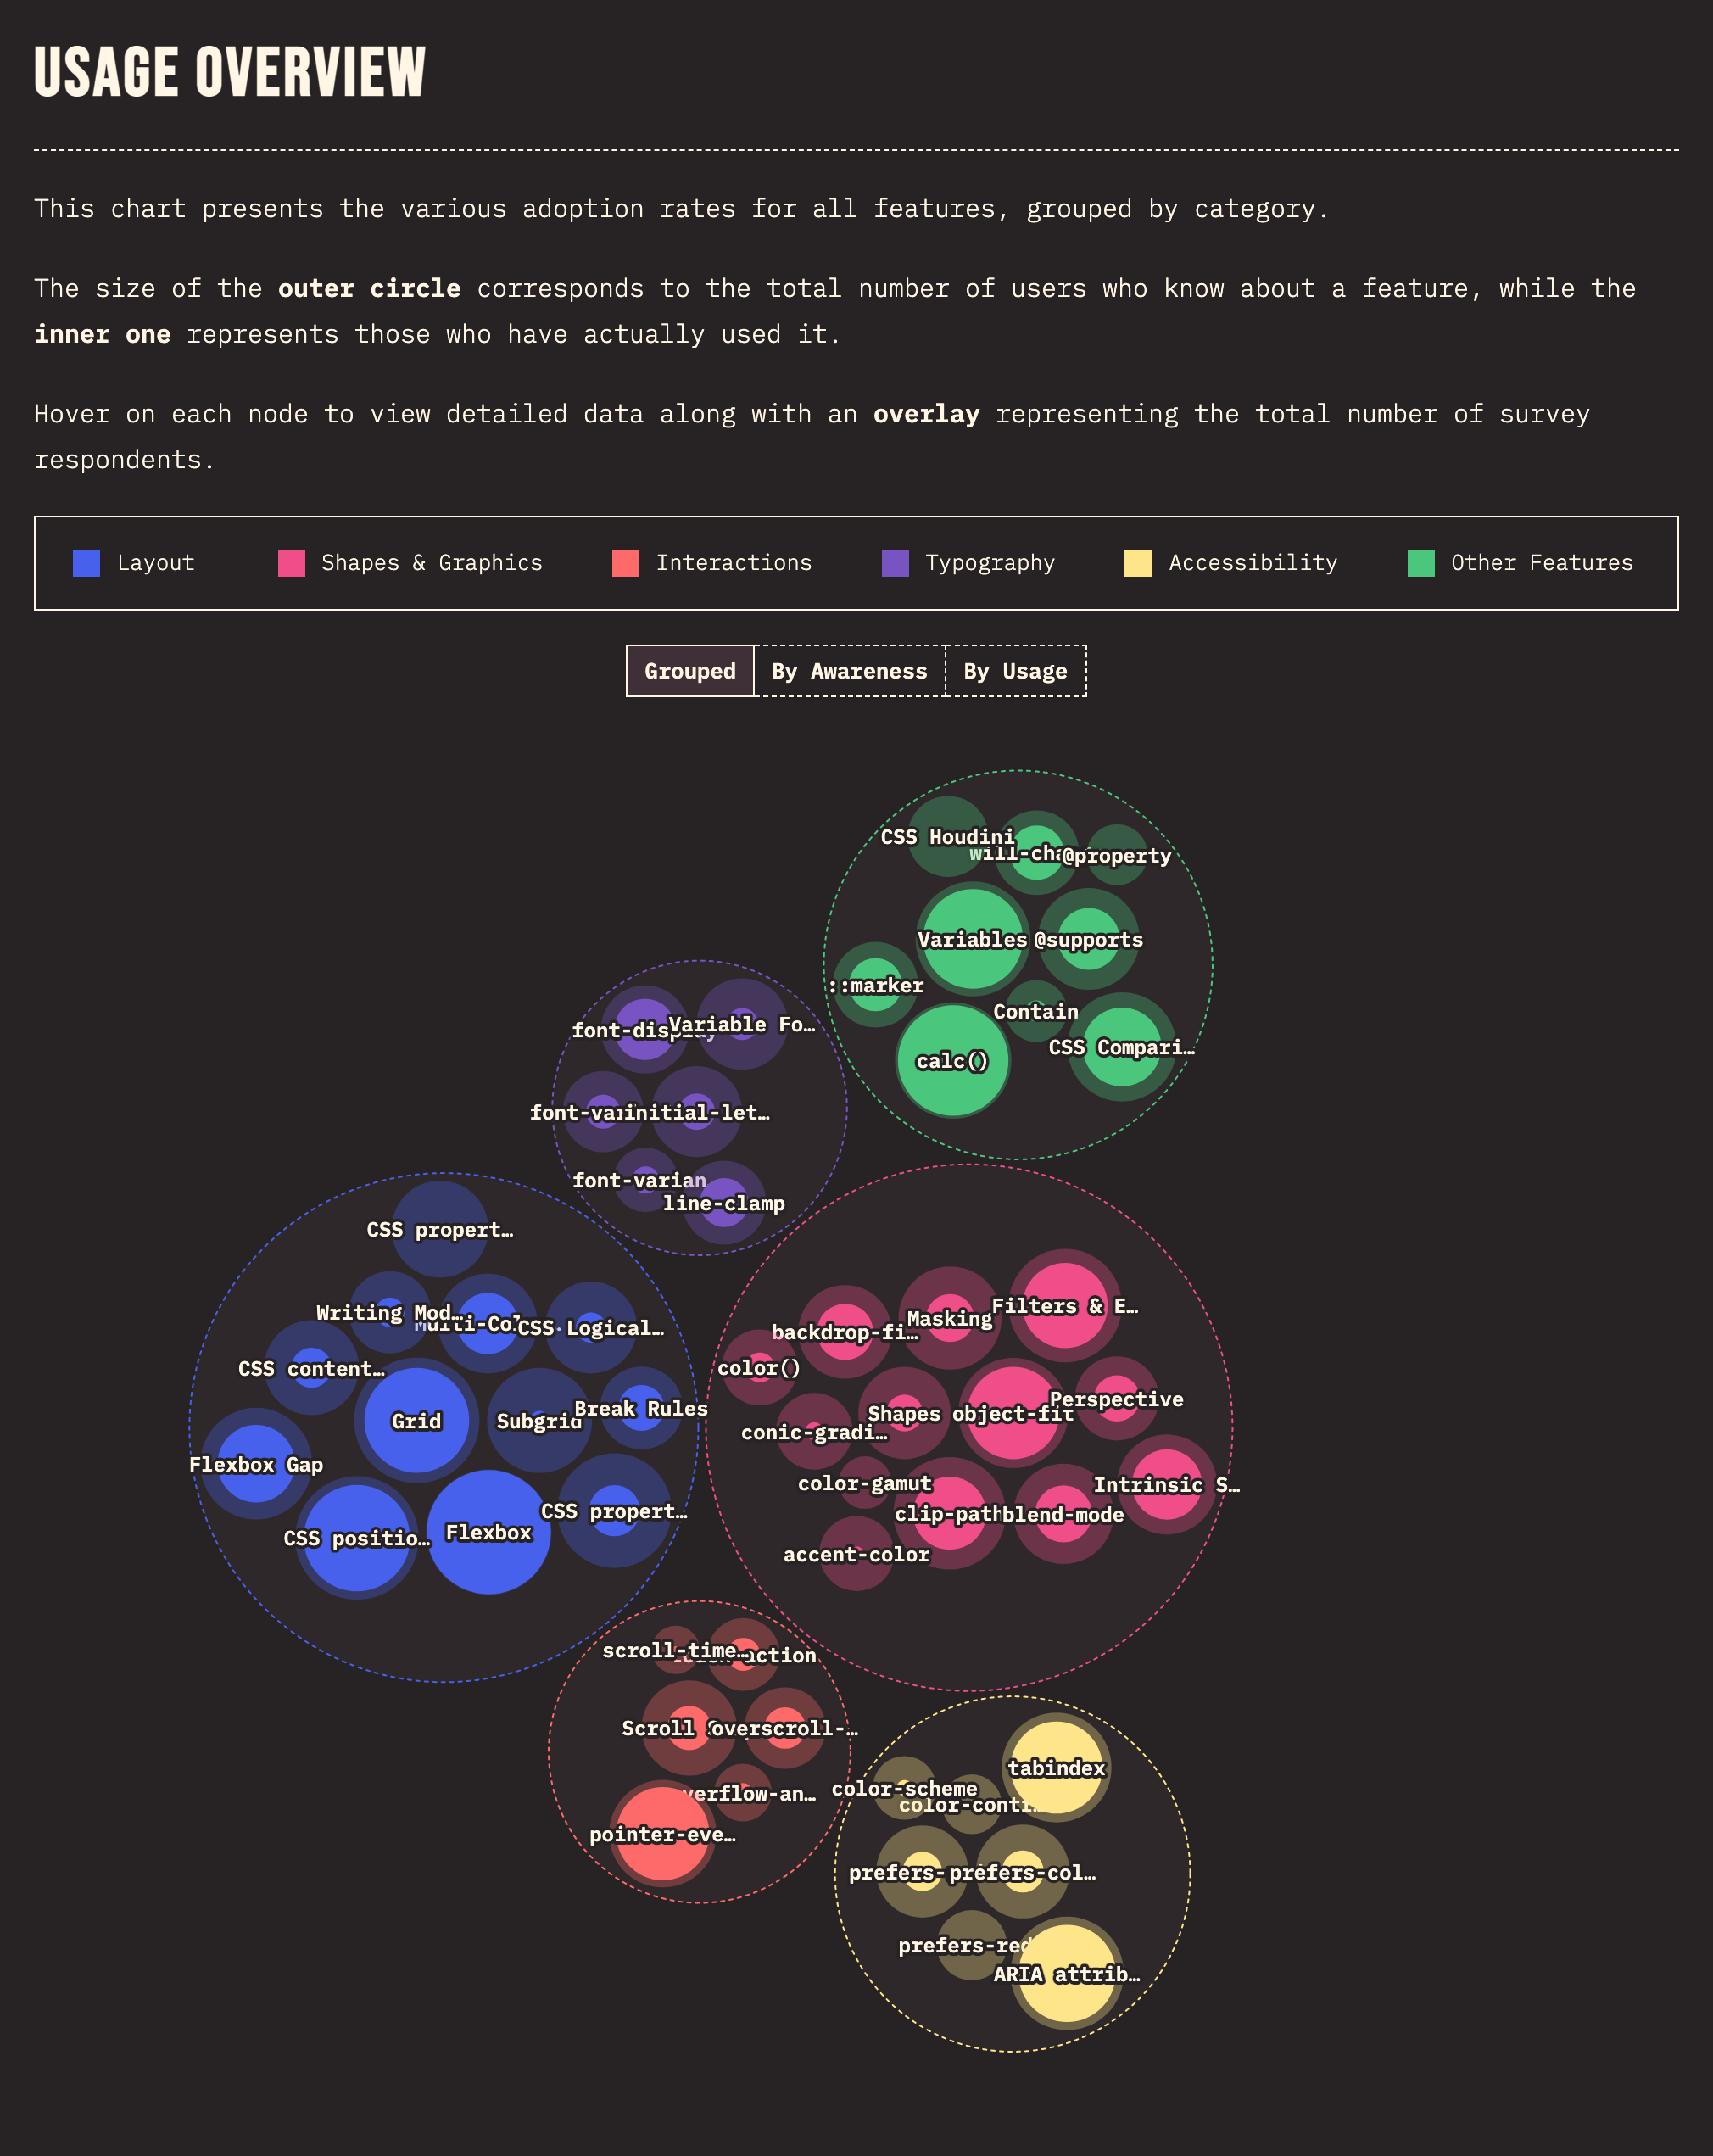 USAGE OVERVIEW
This chart presents the various adoption rates for all features, grouped by category.
The size of the outer circle corresponds to the total number of users who know about a feature, while the
inner one represents those who have actually used it.
Hover on each node to view detailed data along with an overlay representing the total number of survey
respondents.
Layout Shapes & Graphics Interactions Typography Accessibility Other Features
Grouped By Awareness By Usage
CSS Houdini
will-cha
@property
Variables
@supports
::marker
Contain
CSS Compari…
calc()
font-display
Variable Fo…
font-vari
initial-let…
font-varian
line-clamp
CSS propert…
Writing Mod…
Multi-Co
CSS Logical…
CSS content…
Grid
Subgrid
Break Rules
Flexbox Gap
CSS positio…
Flexbox
CSS propert…
Filters & E…
Masking
backdrop-fi…
color()
Perspective
Shapes
object-fit
conic-gradi…
color-gamut
Intrinsic S…
clip-path
blend-mode
accent-color
scroll-time…
action
Scroll
overscroll-…
verflow-an…
pointer-eve…
tabindex
color-scheme
color-conti…
prefers-
prefers-col…
prefers-red
ARIA attrib…